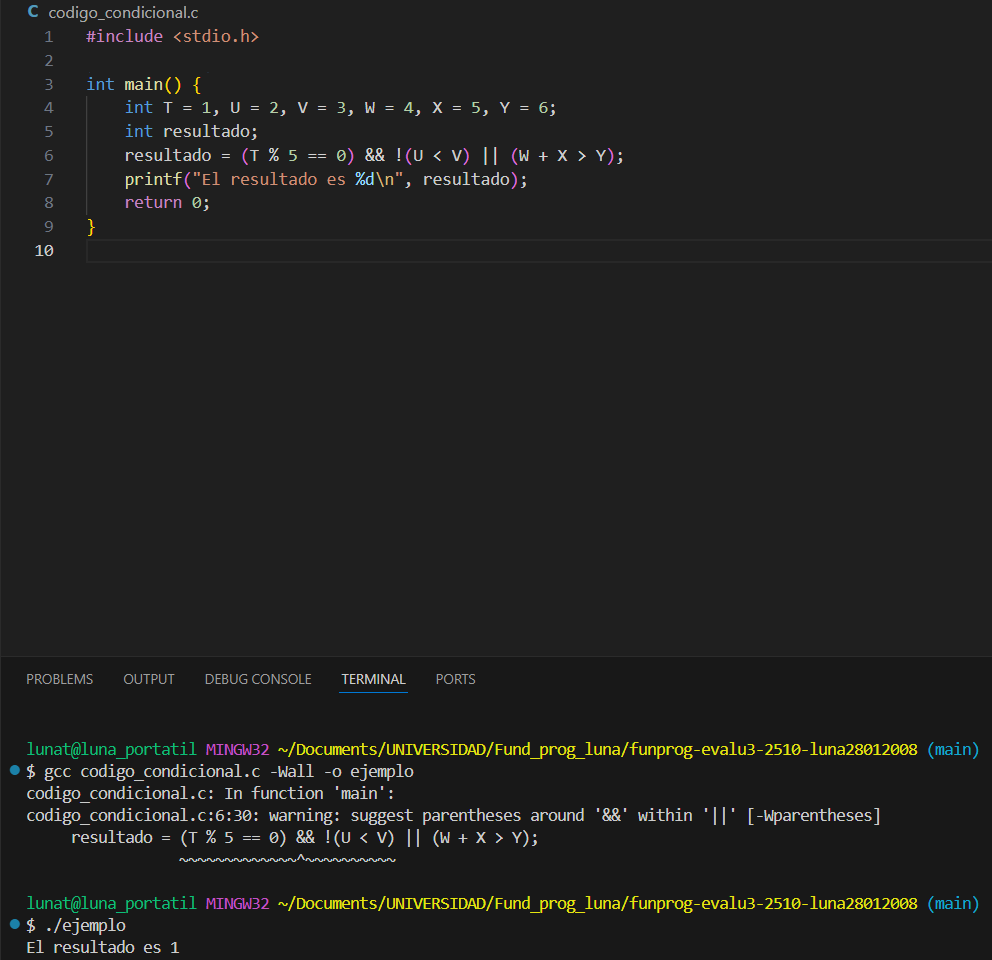 C codigo_condicional.c
1 #include <stdio.h>
2
3 int main() {
4 int T = 1, U = 2, V = 3, W = 4, X = 5, Y = 6;
5 int resultado;
6 resultado = (T % 5 == 0) && !(U < V) || (W + X > Y);
7 printf("El resultado es %d\n", resultado);
8 return 0;
9 }
10
PROBLEMS OUTPUT DEBUG CONSOLE TERMINAL PORTS
lunat@luna_portatil MINGW32 ~/Documents/UNIVERSIDAD/Fund_prog_luna/funprog-evalu3-2510-luna28012008 (main)
$ gcc codigo_condicional.c -Wall -o ejemplo
codigo_condicional.c: In function 'main':
codigo_condicional.c:6:30: warning: suggest parentheses around '&&' within '||' [-Wparentheses]
resultado = (T % 5 == 0) && !(U < V) || (W + X > Y);
~~~~~~~~~~~~~^~~~~~~~~~~
lunat@luna_portatil MINGW32 ~/Documents/UNIVERSIDAD/Fund_prog_luna/funprog-evalu3-2510-luna28012008 (main)
$ ./ejemplo
El resultado es 1